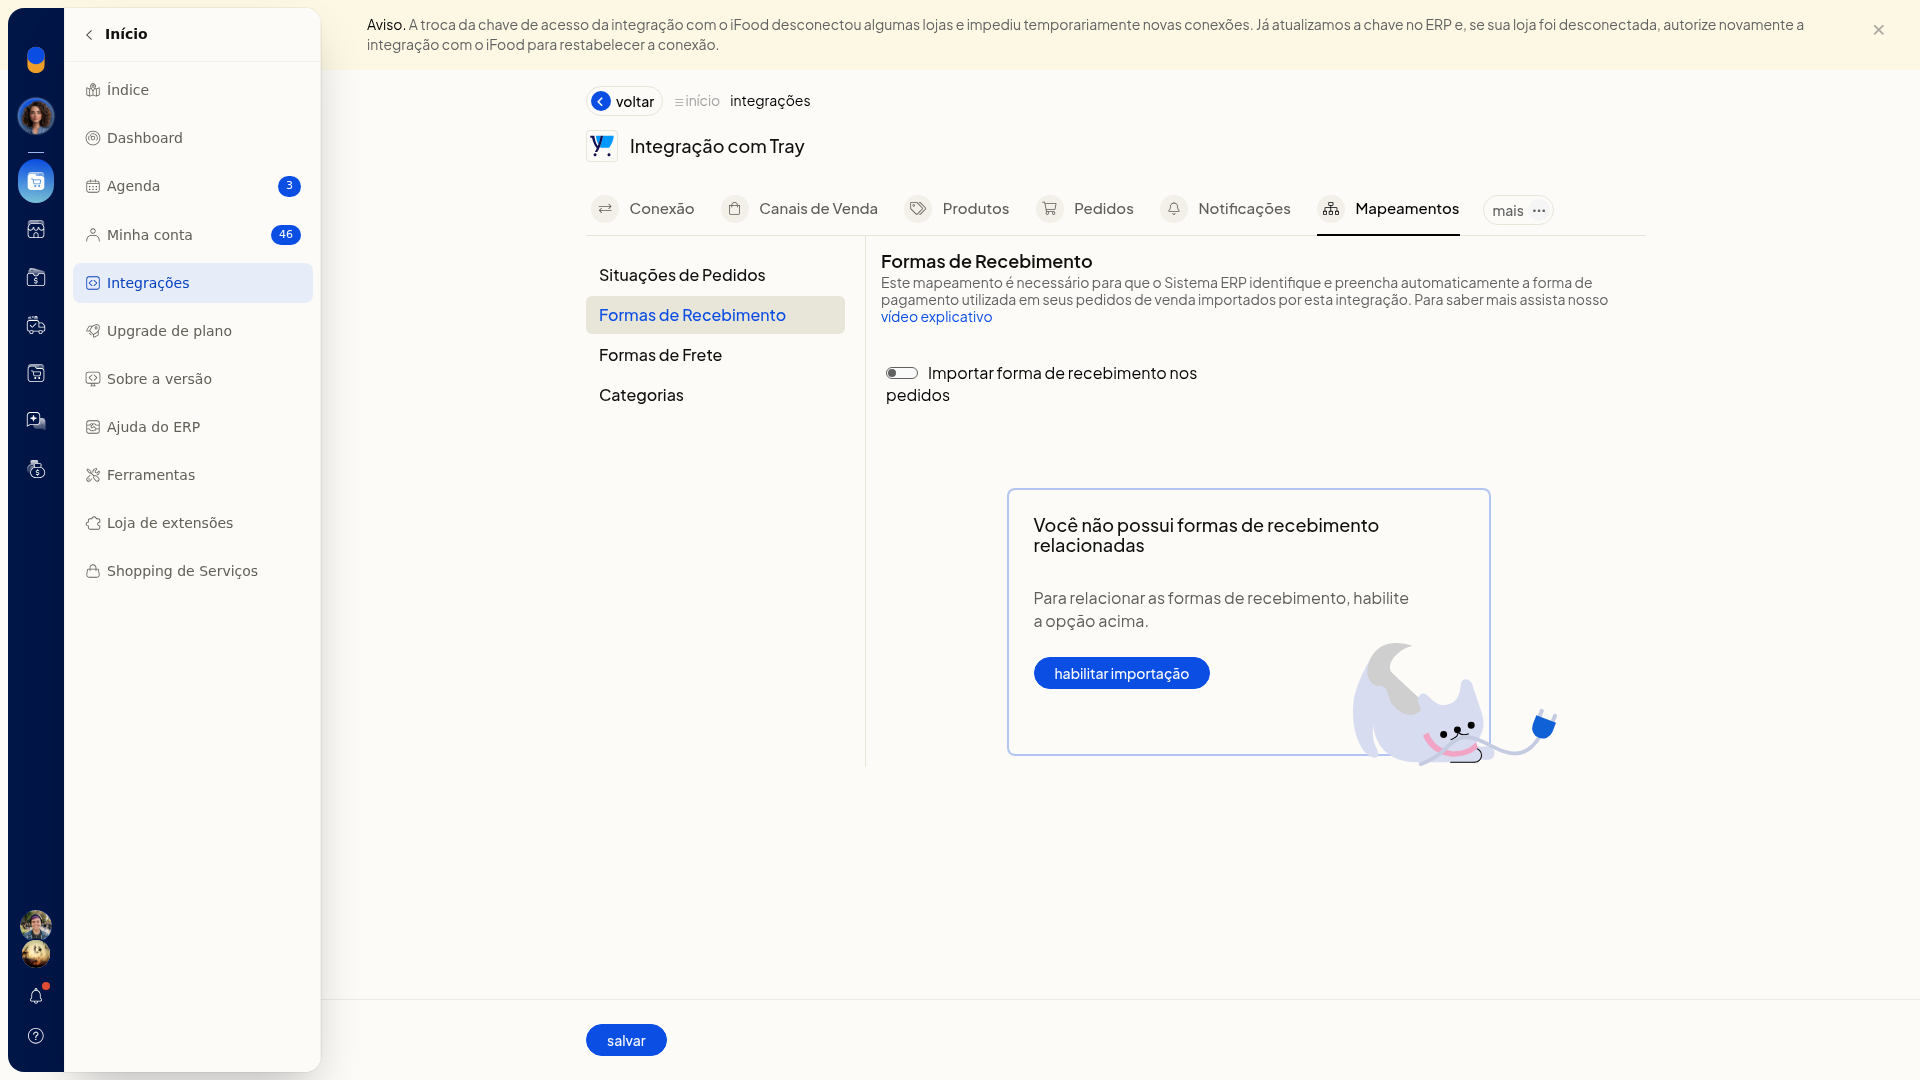 Início
Índice
Dashboard
Agenda 3
Minha conta 46
Integrações
Upgrade de plano
Sobre a versão
Ajuda do ERP
Ferramentas
Loja de extensões
Shopping de Serviços
Aviso. A troca da chave de acesso da integração com o iFood desconectou algumas lojas e impediu temporariamente novas conexões. Já atualizamos a chave no ERP e, se sua loja foi desconectada, autorize novamente a
integração com o iFood para restabelecer a conexão.
voltar início integrações
Integração com Tray
Conexão Canais de Venda Produtos Pedidos Notificações Mapeamentos mais
Situações de Pedidos
Formas de Recebimento
Formas de Frete
Categorias
Formas de Recebimento
Este mapeamento é necessário para que o Sistema ERP identifique e preencha automaticamente a forma de
pagamento utilizada em seus pedidos de venda importados por esta integração. Para saber mais assista nosso
vídeo explicativo
Importar forma de recebimento nos
pedidos
Você não possui formas de recebimento
relacionadas
Para relacionar as formas de recebimento, habilite
a opção acima.
habilitar importação
salvar